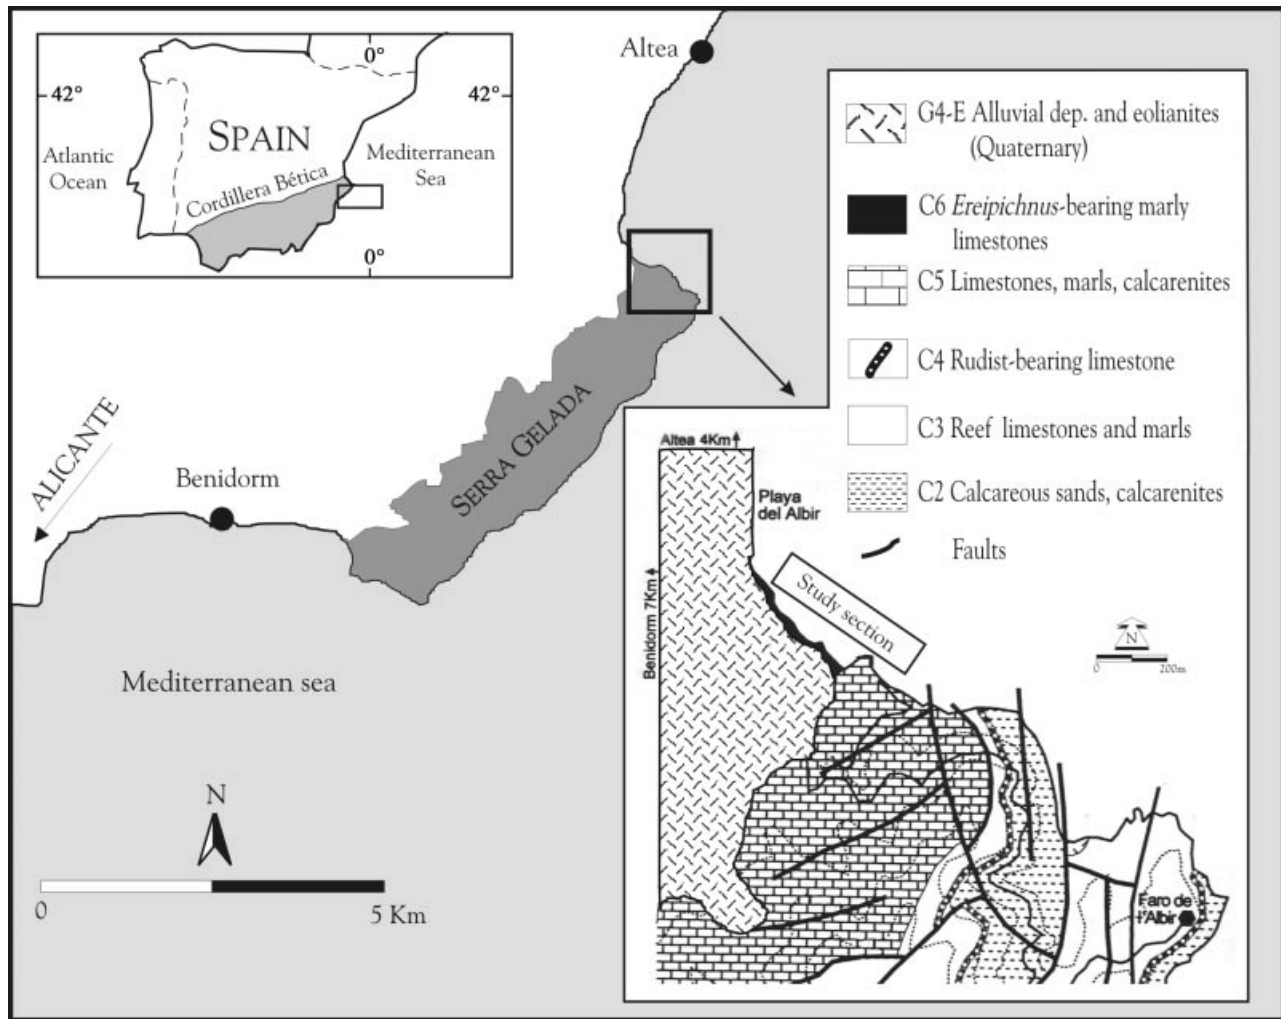 0°
42°
42°
SPAIN
Atlantic
Ocean
Mediterranean
Sea
Cordillera Bética
0°
Altea
ALICANTE
Benidorm
SERRA GELADA
Mediterranean sea
N
0
5 Km
G4-E Alluvial dep. and eolianites
(Quaternary)
C6 Ereipichnus-bearing marly
limestones
C5 Limestones, marls, calcarenites
C4 Rudist-bearing limestone
C3 Reef limestones and marls
C2 Calcareous sands, calcarenites
Faults
Altea 4Km
Playa
del Albir
Benidorm 7Km
Study section
N
0
200m
Faro de
l'Albir